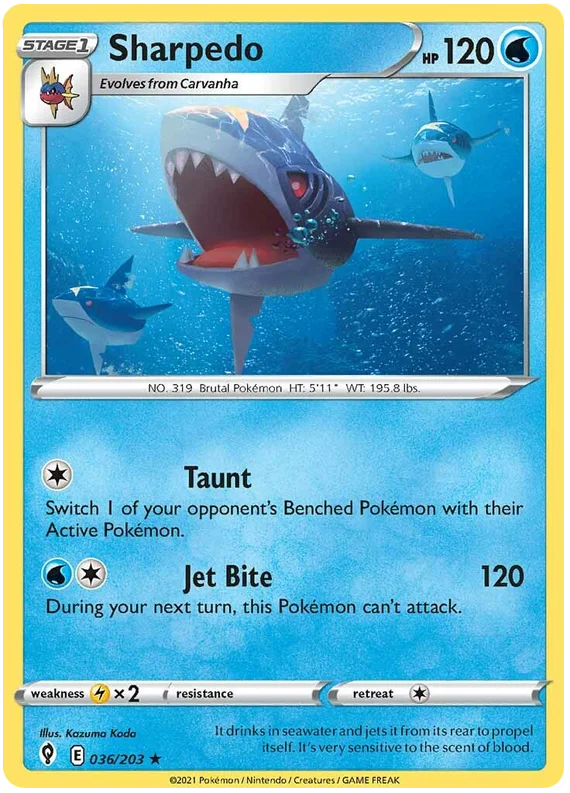 STAGE 1
Sharpedo
HP 120
Evolves from Carvanha
NO. 319 Brutal Pokémon HT: 5'11" WT: 195.8 lbs.
Taunt
Switch 1 of your opponent's Benched Pokémon with their
Active Pokémon.
Jet Bite 120
During your next turn, this Pokémon can't attack.
weakness ×2 resistance retreat
Illus. Kazuma Koda
It drinks in seawater and jets it from its rear to propel
itself. It's very sensitive to the scent of blood.
E 036/203 ★
©2021 Pokémon / Nintendo / Creatures / GAME FREAK